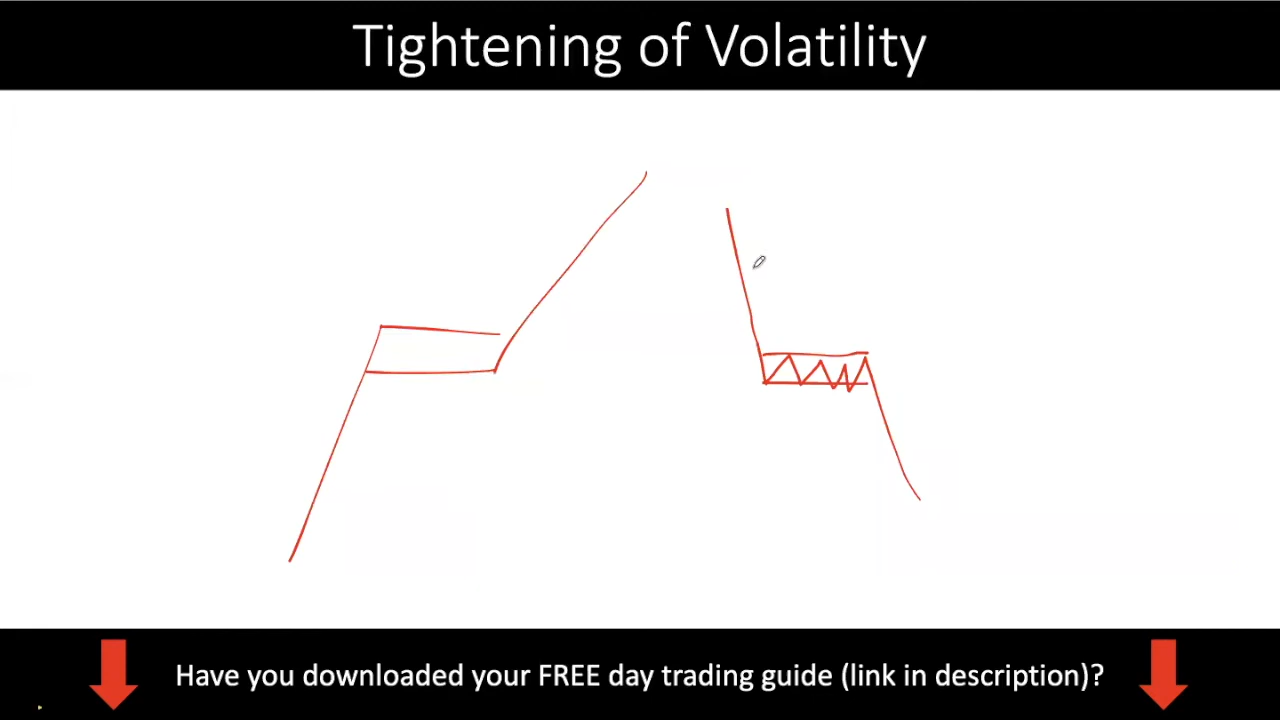 Tightening of Volatility
Have you downloaded your FREE day trading guide (link in description)?